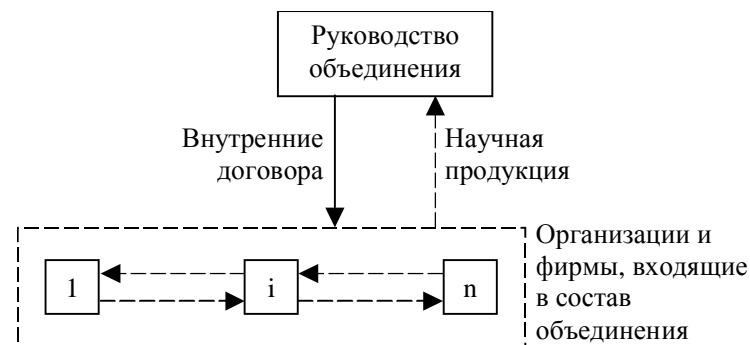 Руководство
объединения
Внутренние
договора
Научная
продукция
Организации и
фирмы, входящие
в состав
объединения
1
i
n